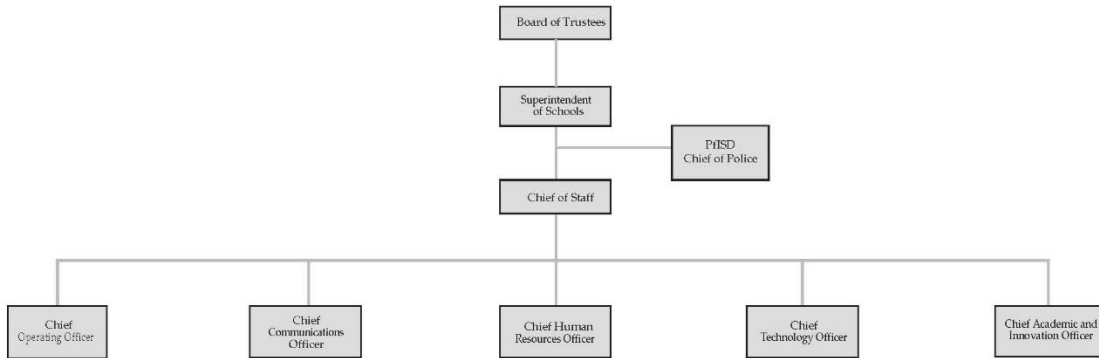 Board of Trustees
Superintendent
of Schools
PfISD
Chief of Police
Chief of Staff
Chief
Operating Officer
Chief
Communications
Officer
Chief Human
Resources Officer
Chief
Technology Officer
Chief Academic and
Innovation Officer